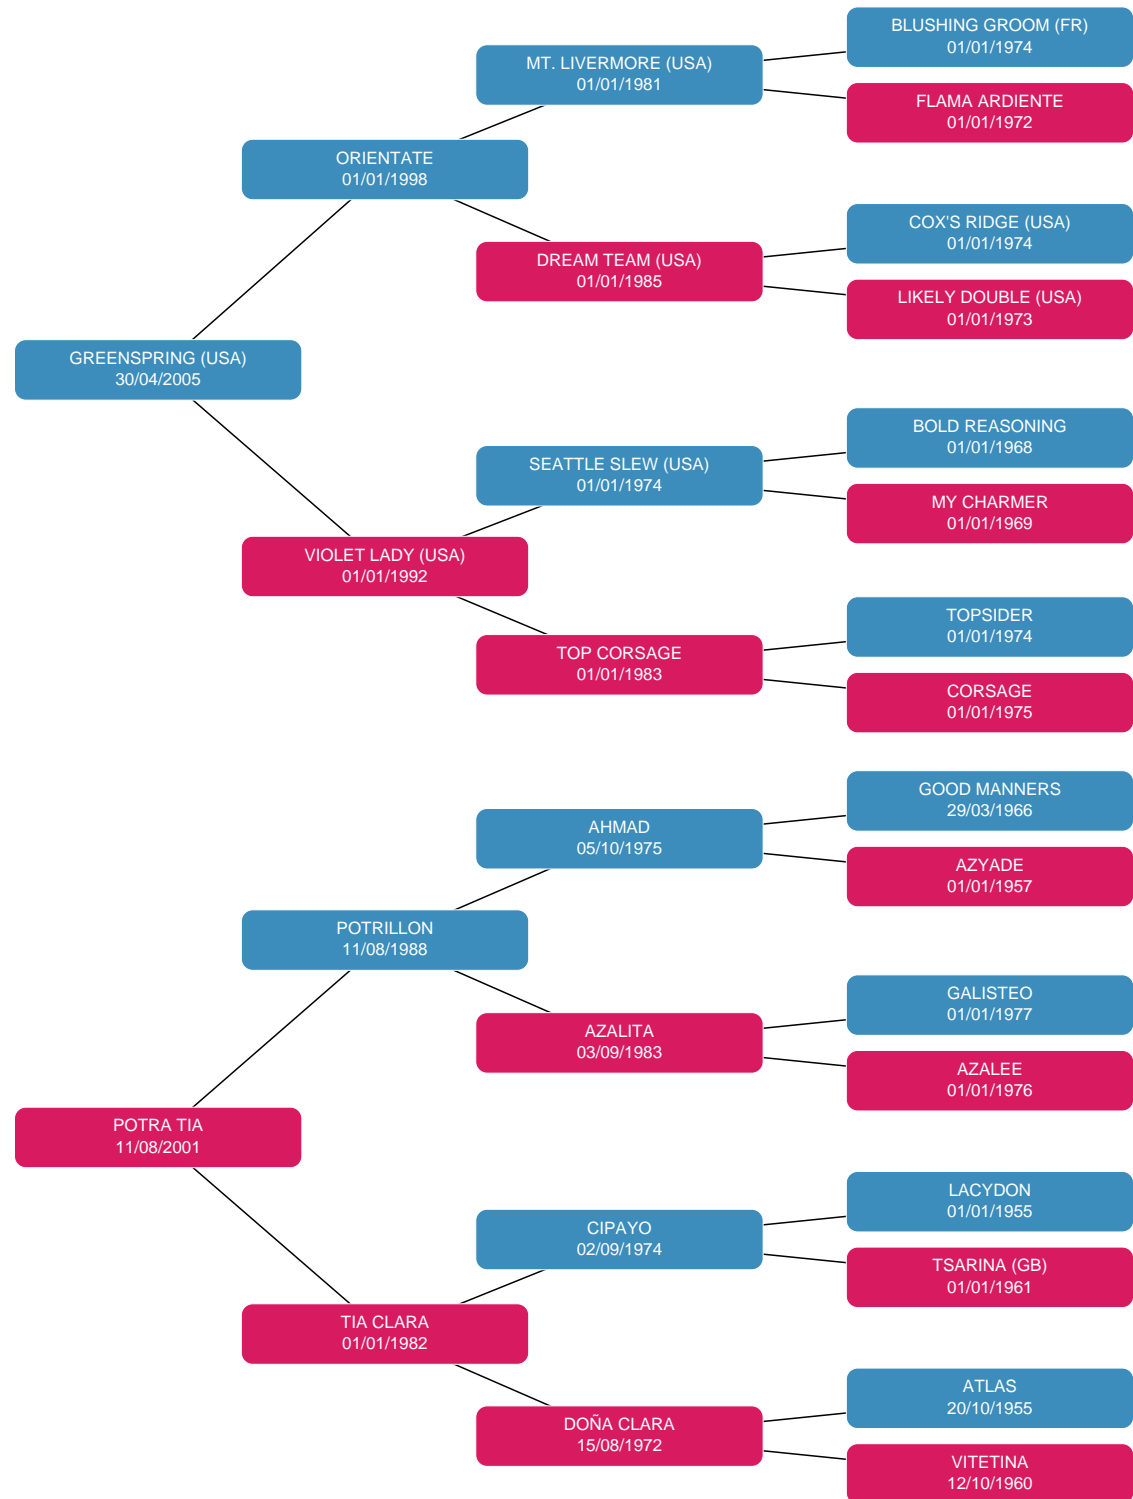 BLUSHING GROOM (FR)
01/01/1974
MT. LIVERMORE (USA)
01/01/1981
FLAMA ARDIENTE
01/01/1972
ORIENTATE
01/01/1998
COX'S RIDGE (USA)
01/01/1974
DREAM TEAM (USA)
01/01/1985
LIKELY DOUBLE (USA)
01/01/1973
GREENSPRING (USA)
30/04/2005
BOLD REASONING
01/01/1968
SEATTLE SLEW (USA)
01/01/1974
MY CHARMER
01/01/1969
VIOLET LADY (USA)
01/01/1992
TOPSIDER
01/01/1974
TOP CORSAGE
01/01/1983
CORSAGE
01/01/1975
GOOD MANNERS
29/03/1966
AHMAD
05/10/1975
AZYADE
01/01/1957
POTRILLON
11/08/1988
GALISTEO
01/01/1977
AZALITA
03/09/1983
AZALEE
01/01/1976
POTRA TIA
11/08/2001
LACYDON
01/01/1955
CIPAYO
02/09/1974
TSARINA (GB)
01/01/1961
TIA CLARA
01/01/1982
ATLAS
20/10/1955
DOÑA CLARA
15/08/1972
VITETINA
12/10/1960